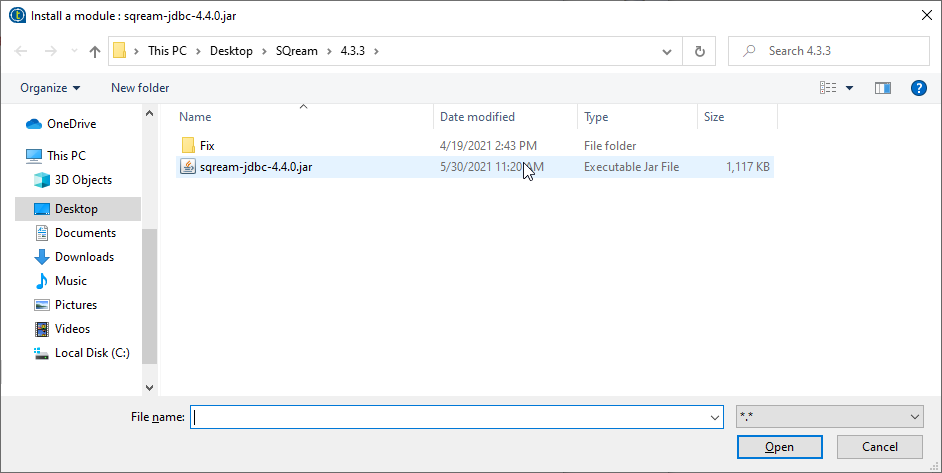 Install a module : sqream-jdbc-4.4.0.jar
This PC > Desktop > SQream > 4.3.3 >
Search 4.3.3
Organize
New folder
Name
Date modified
Type
Size
OneDrive
This PC
3D Objects
Desktop
Documents
Downloads
Music
Pictures
Videos
Local Disk (C:)
Fix 4/19/2021 2:43 PM File folder
sqream-jdbc-4.4.0.jar 5/30/2021 11:20 AM Executable Jar File 1,117 KB
File name:
*.*
Open
Cancel